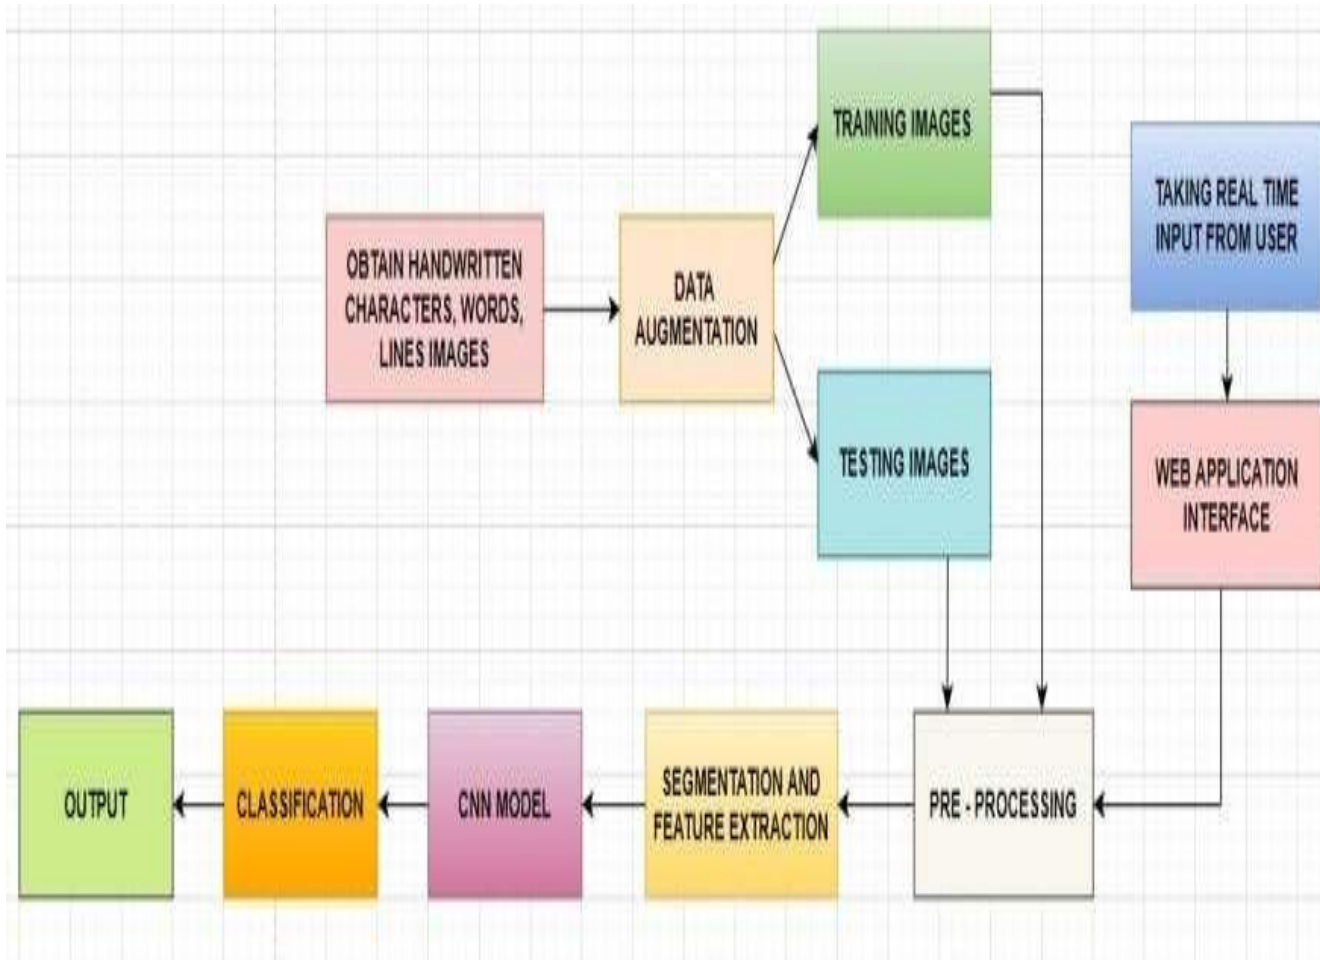 OBTAIN HANDWRITTEN
CHARACTERS, WORDS,
LINES IMAGES
DATA
AUGMENTATION
TRAINING IMAGES
TESTING IMAGES
TAKING REAL TIME
INPUT FROM USER
WEB APPLICATION
INTERFACE
PRE - PROCESSING
SEGMENTATION AND
FEATURE EXTRACTION
CNN MODEL
CLASSIFICATION
OUTPUT